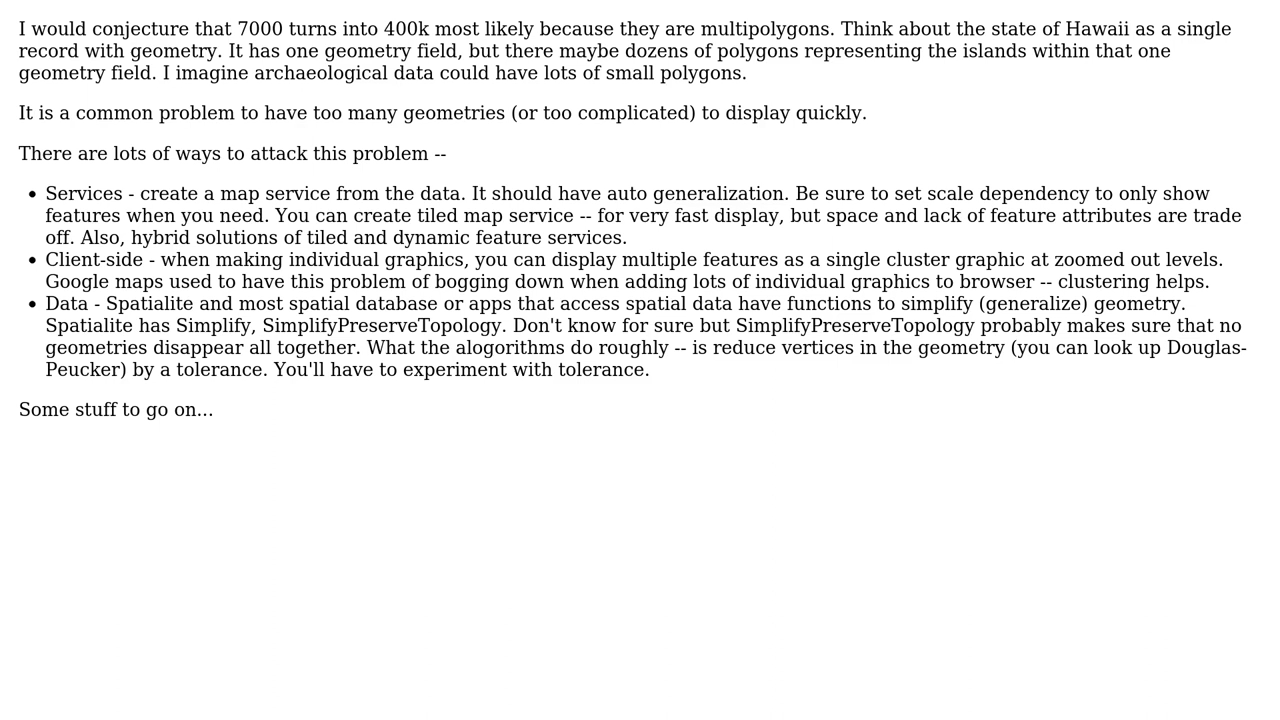 I would conjecture that 7000 turns into 400k most likely because they are multipolygons. Think about the state of Hawaii as a single
record with geometry. It has one geometry field, but there maybe dozens of polygons representing the islands within that one
geometry field. I imagine archaeological data could have lots of small polygons.
It is a common problem to have too many geometries (or too complicated) to display quickly.
There are lots of ways to attack this problem --
• Services - create a map service from the data. It should have auto generalization. Be sure to set scale dependency to only show
features when you need. You can create tiled map service -- for very fast display, but space and lack of feature attributes are trade
off. Also, hybrid solutions of tiled and dynamic feature services.
• Client-side - when making individual graphics, you can display multiple features as a single cluster graphic at zoomed out levels.
Google maps used to have this problem of bogging down when adding lots of individual graphics to browser -- clustering helps.
• Data - Spatialite and most spatial database or apps that access spatial data have functions to simplify (generalize) geometry.
Spatialite has Simplify, SimplifyPreserveTopology. Don't know for sure but SimplifyPreserveTopology probably makes sure that no
geometries disappear all together. What the alogorithms do roughly -- is reduce vertices in the geometry (you can look up Douglas-
Peucker) by a tolerance. You'll have to experiment with tolerance.
Some stuff to go on...